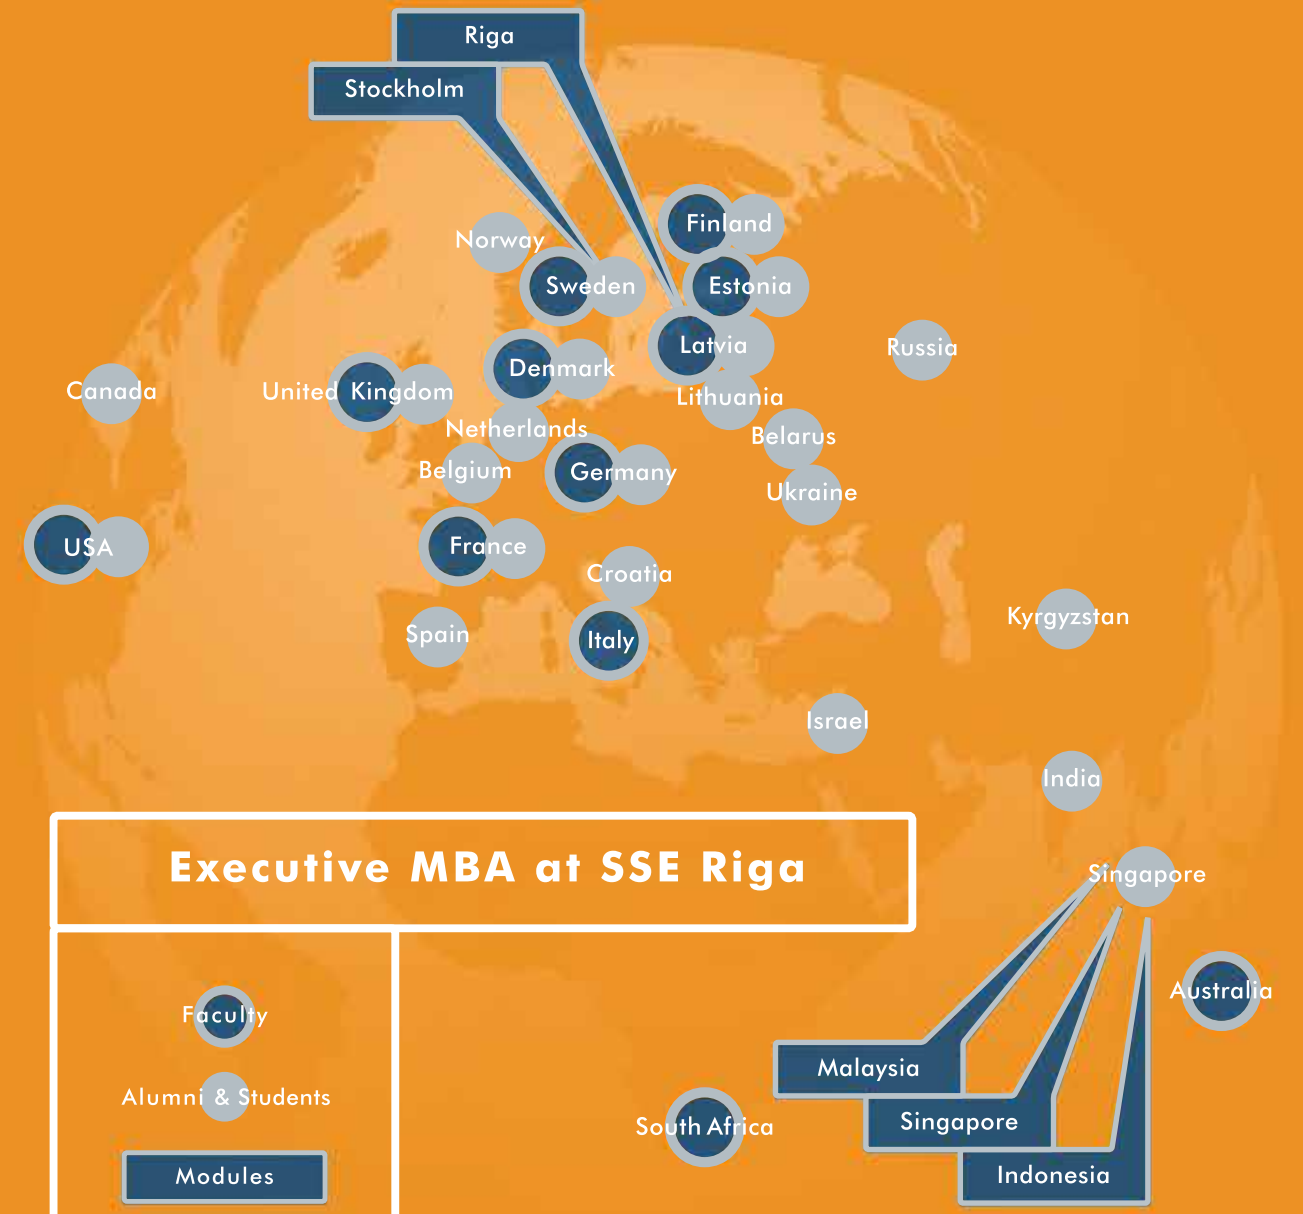 Riga
Stockholm
Finland
Norway
Sweden
Estonia
Latvia
Russia
Denmark
Canada
United Kingdom
Lithuania
Netherlands
Belarus
Belgium
Germany
Ukraine
USA
France
Croatia
Kyrgyzstan
Spain
Italy
Israel
India
Executive MBA at SSE Riga
Singapore
Australia
Faculty
Malaysia
Alumni & Students
Singapore
South Africa
Modules
Indonesia